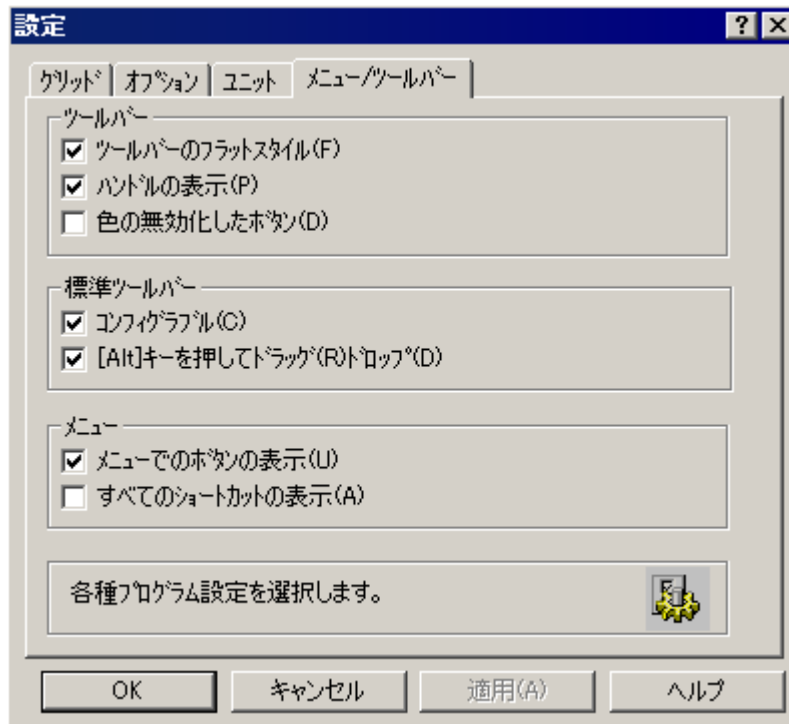 設定
グリッド オプション ユニット メニュー/ツールバー
ツールバー
ツールバーのフラットスタイル(F)
ハンドルの表示(P)
色の無効化したボタン(D)
標準ツールバー
コンフィグラブル(C)
[Alt]キーを押してドラッグ(R)ドロップ(D)
メニュー
メニューでのボタンの表示(U)
すべてのショートカットの表示(A)
各種プログラム設定を選択します。
OK キャンセル 適用(A) ヘルプ